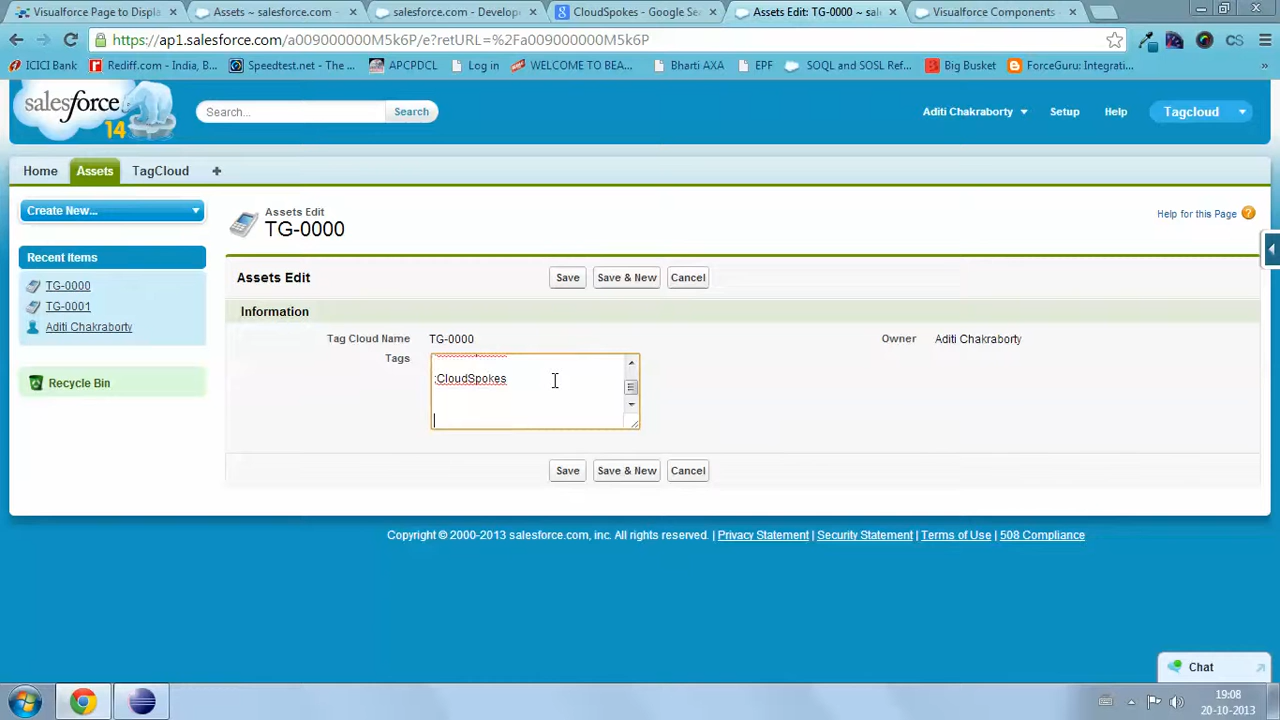 Visualforce Page to Displa
Assets ~ salesforce.com -
salesforce.com - Develope
CloudSpokes - Google Sea
Assets Edit: TG-0000 ~ sal
Visualforce Components -
https://ap1.salesforce.com/a009000000M5k6P/e?retURL=%2Fa009000000M5k6P
ICICI Bank
Rediff.com - India, B...
Speedtest.net - The ...
APCPDCL
Log in
WELCOME TO BEA...
Bharti AXA
EPF
SOQL and SOSL Ref...
Big Busket
ForceGuru: Integrati...
»
salesforce
14
Search...
Search
Aditi Chakraborty
Setup
Help
Tagcloud
Home
Assets
TagCloud
+
Create New...
Assets Edit
TG-0000
Help for this Page
Recent Items
TG-0000
TG-0001
Aditi Chakraborty
Recycle Bin
Assets Edit
Save
Save & New
Cancel
Information
Tag Cloud Name
TG-0000
Owner
Aditi Chakraborty
Tags
;CloudSpokes
Save
Save & New
Cancel
Copyright © 2000-2013 salesforce.com, inc. All rights reserved. | Privacy Statement | Security Statement | Terms of Use | 508 Compliance
Chat
19:08
20-10-2013